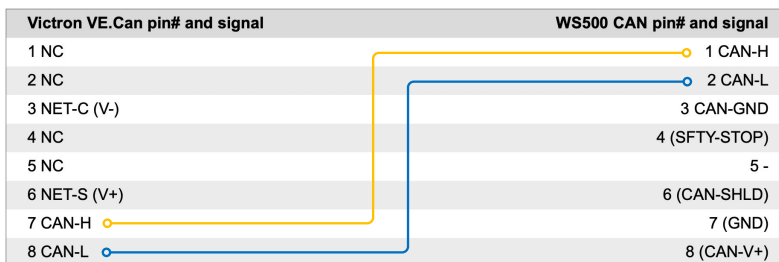 Victron VE.Can pin# and signal WS500 CAN pin# and signal
1 NC 1 CAN-H
2 NC 2 CAN-L
3 NET-C (V-) 3 CAN-GND
4 NC 4 (SFTY-STOP)
5 NC 5 -
6 NET-S (V+) 6 (CAN-SHLD)
7 CAN-H 7 (GND)
8 CAN-L 8 (CAN-V+)